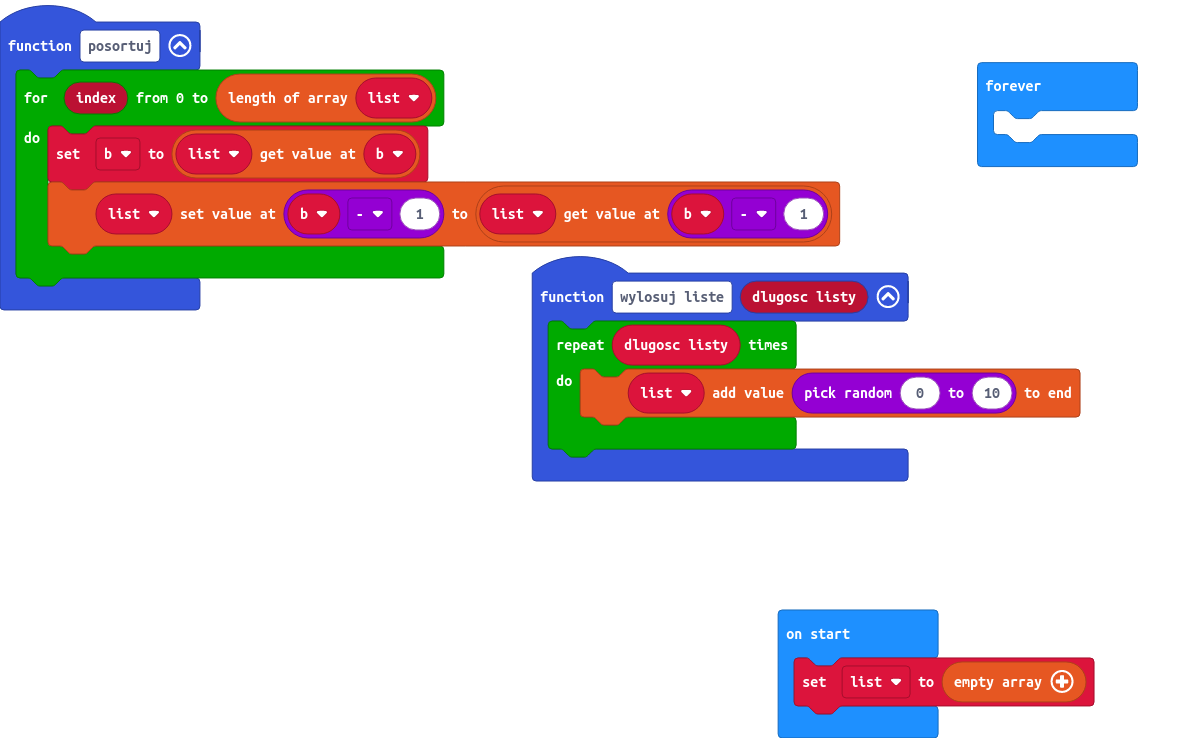 function posortuj
for index from 0 to length of array list
do
set b to list get value at b
list set value at b - 1 to list get value at b - 1
forever
function wylosuj liste dlugosc listy
repeat dlugosc listy times
do
list add value pick random 0 to 10 to end
on start
set list to empty array